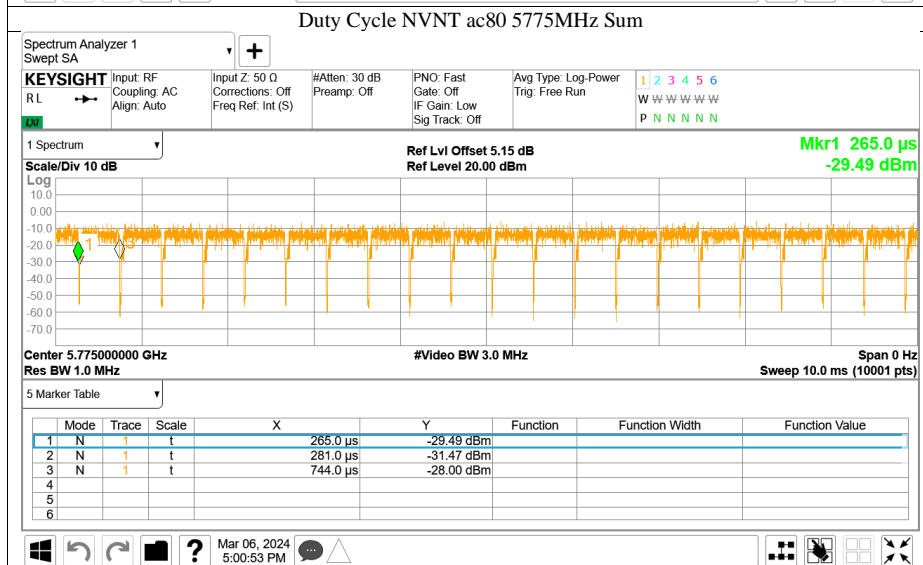 Duty Cycle NVNT ac80 5775MHz Sum
Spectrum Analyzer 1
Swept SA
KEYSIGHT
RL
LXI
Input: RF
Coupling: AC
Align: Auto
Input Z: 50 Ω
Corrections: Off
Freq Ref: Int (S)
#Atten: 30 dB
Preamp: Off
PNO: Fast
Gate: Off
IF Gain: Low
Sig Track: Off
Avg Type: Log-Power
Trig: Free Run
1 2 3 4 5 6
W W W W W W
P N N N N N
1 Spectrum
Scale/Div 10 dB
Ref Lvl Offset 5.15 dB
Ref Level 20.00 dBm
Mkr1 265.0 µs
-29.49 dBm
Log
10.0
0.00
-10.0
-20.0
-30.0
-40.0
-50.0
-60.0
-70.0
1
3
Center 5.775000000 GHz
#Video BW 3.0 MHz
Span 0 Hz
Res BW 1.0 MHz
Sweep 10.0 ms (10001 pts)
5 Marker Table
Mode Trace Scale X Y Function Function Width Function Value
1 N 1 t 265.0 µs -29.49 dBm
2 N 1 t 281.0 µs -31.47 dBm
3 N 1 t 744.0 µs -28.00 dBm
4
5
6
?
Mar 06, 2024
5:00:53 PM